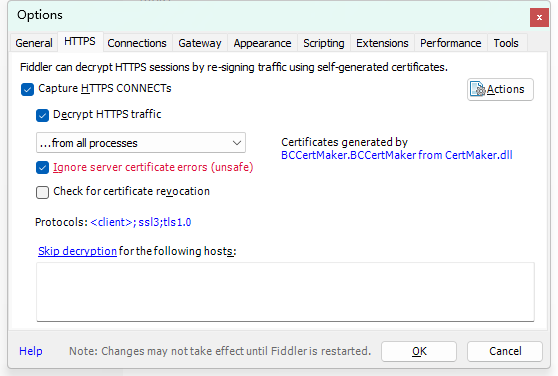 Options
General HTTPS Connections Gateway Appearance Scripting Extensions Performance Tools
Fiddler can decrypt HTTPS sessions by re-signing traffic using self-generated certificates.
Capture HTTPS CONNECTs Actions
Decrypt HTTPS traffic
...from all processes Certificates generated by
BCCertMaker.BCCertMaker from CertMaker.dll
Ignore server certificate errors (unsafe)
Check for certificate revocation
Protocols: <client>; ssl3;tls1.0
Skip decryption for the following hosts:
Help Note: Changes may not take effect until Fiddler is restarted. OK Cancel